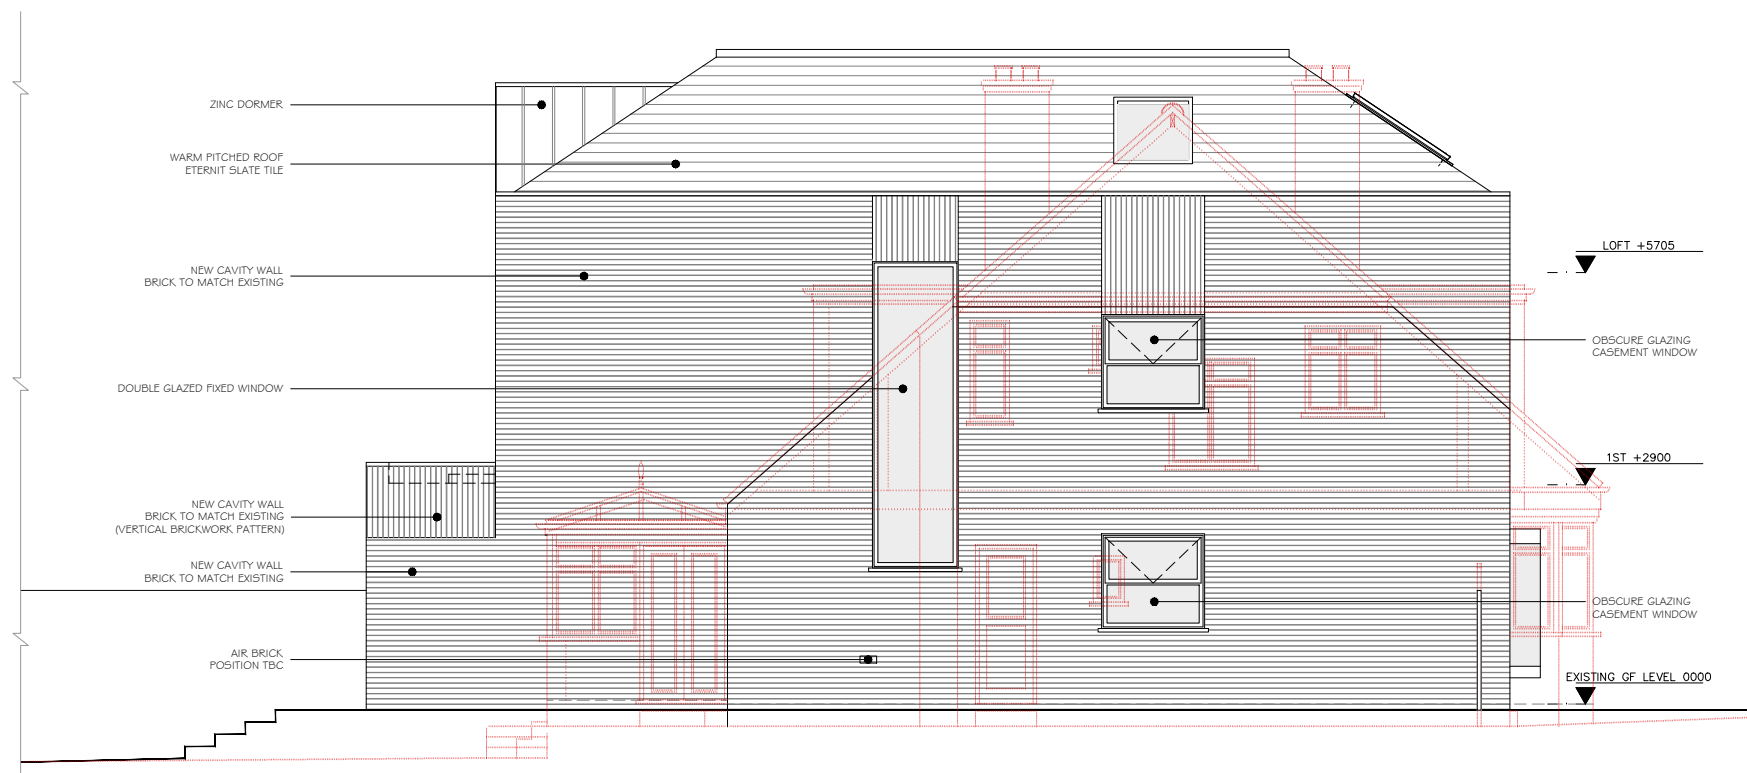 ZINC DORMER
WARM PITCHED ROOF
ETERNIT SLATE TILE
NEW CAVITY WALL
BRICK TO MATCH EXISTING
DOUBLE GLAZED FIXED WINDOW
NEW CAVITY WALL
BRICK TO MATCH EXISTING
(VERTICAL BRICKWORK PATTERN)
NEW CAVITY WALL
BRICK TO MATCH EXISTING
AIR BRICK
POSITION TBC
LOFT +5705
OBSCURE GLAZING
CASEMENT WINDOW
1ST +2900
OBSCURE GLAZING
CASEMENT WINDOW
EXISTING GF LEVEL 0000